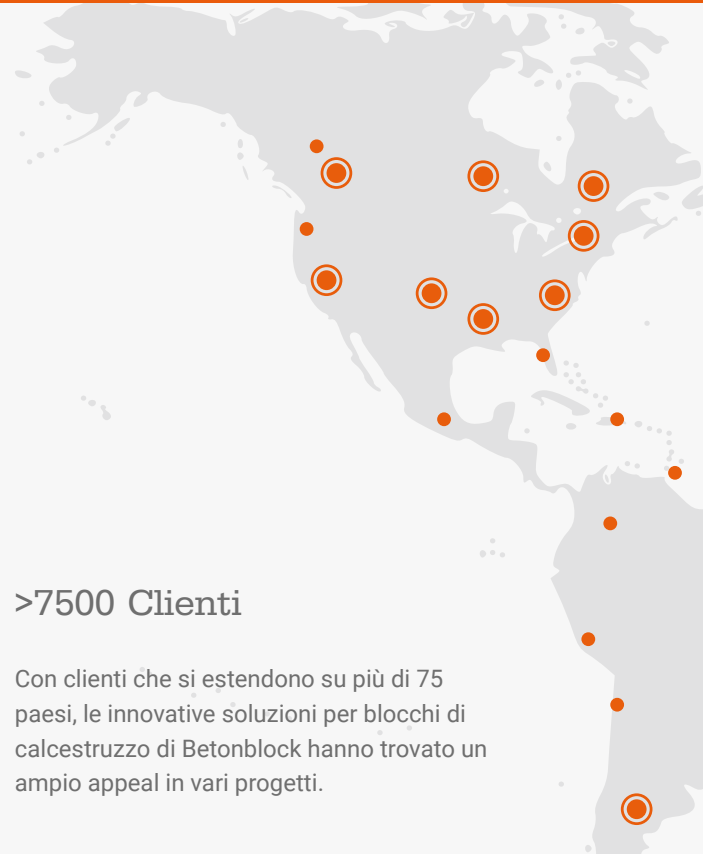 >7500 Clienti
Con clienti che si estendono su più di 75
paesi, le innovative soluzioni per blocchi di
calcestruzzo di Betonblock hanno trovato un
ampio appeal in vari progetti.